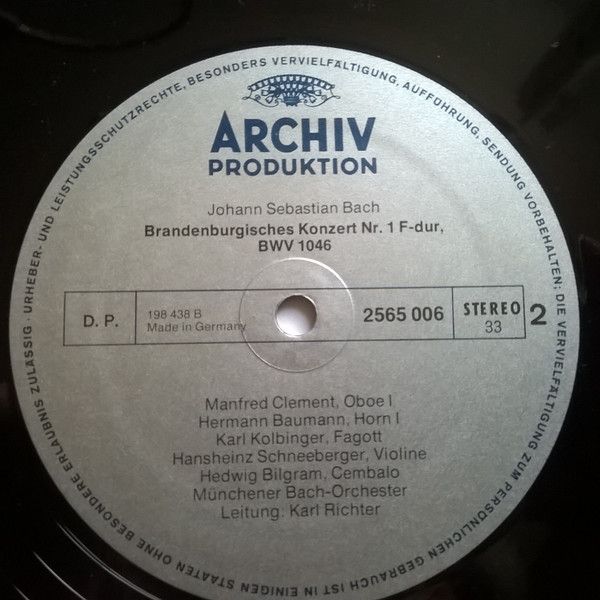 ARCHIV
PRODUKTION
Johann Sebastian Bach
Brandenburgisches Konzert Nr. 1 F-dur,
BWV 1046
D. P.
198 438 B
Made in Germany
2565 006
STEREO
33
2
Manfred Clement, Oboe I
Hermann Baumann, Horn I
Karl Kolbinger, Fagott
Hansheinz Schneeberger, Violine
Hedwig Bilgram, Cembalo
Münchener Bach-Orchester
Leitung: Karl Richter
URHEBER- UND LEISTUNGSSCHUTZRECHTE, BESONDERS VERVIELFÄLTIGUNG, AUFFÜHRUNG, SENDUNG VORBEHALTEN: DIE VERVIELFÄLTIGUNG ZUM PERSÖNLICHEN GEBRAUCH IST IN EINIGEN STAATEN OHNE BESONDERE ERLAUBNIS ZULÄSSIG ·